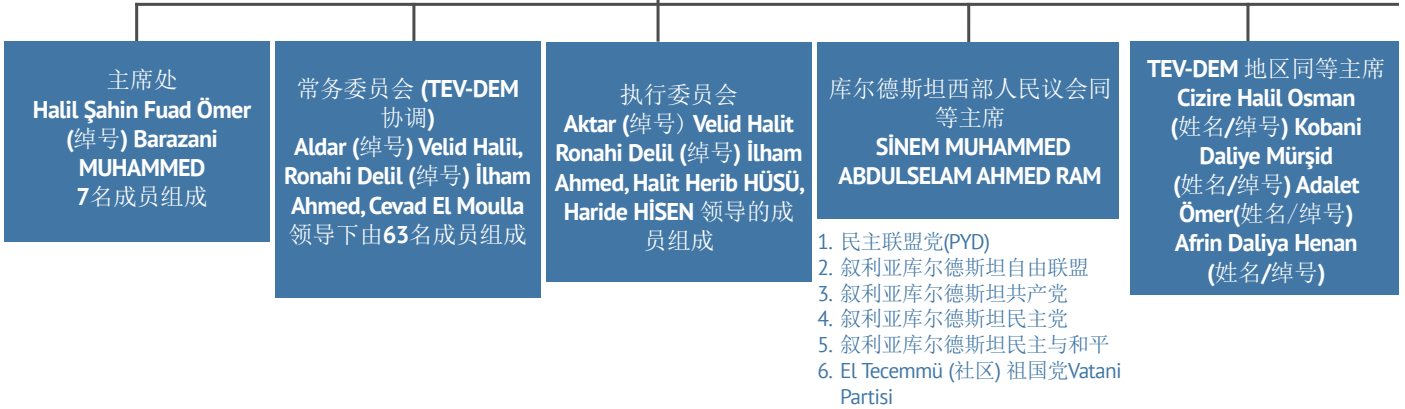 主席处
Halil Şahin Fuad Ömer
(绰号) Barazani
MUHAMMED
7名成员组成
常务委员会 (TEV-DEM
协调)
Aldar (绰号) Velid Halil,
Ronahi Delil (绰号) İlham
Ahmed, Cevad El Moulla
领导下由63名成员组成
执行委员会
Aktar (绰号） Velid Halit
Ronahi Delil (绰号) İlham
Ahmed, Halit Herib HÜSÜ,
Haride HİSEN 领导的成
员组成
库尔德斯坦西部人民议会同
等主席
SİNEM MUHAMMED
ABDULSELAM AHMED RAM
1. 民主联盟党(PYD)
2. 叙利亚库尔德斯坦自由联盟
3. 叙利亚库尔德斯坦共产党
4. 叙利亚库尔德斯坦民主党
5. 叙利亚库尔德斯坦民主与和平
6. El Tecemmü (社区) 祖国党Vatani
Partisi
TEV-DEM 地区同等主席
Cizire Halil Osman
(姓名/绰号) Kobani
Daliye Mürşid
(姓名/绰号) Adalet
Ömer(姓名/绰号)
Afrin Daliya Henan
(姓名/绰号)